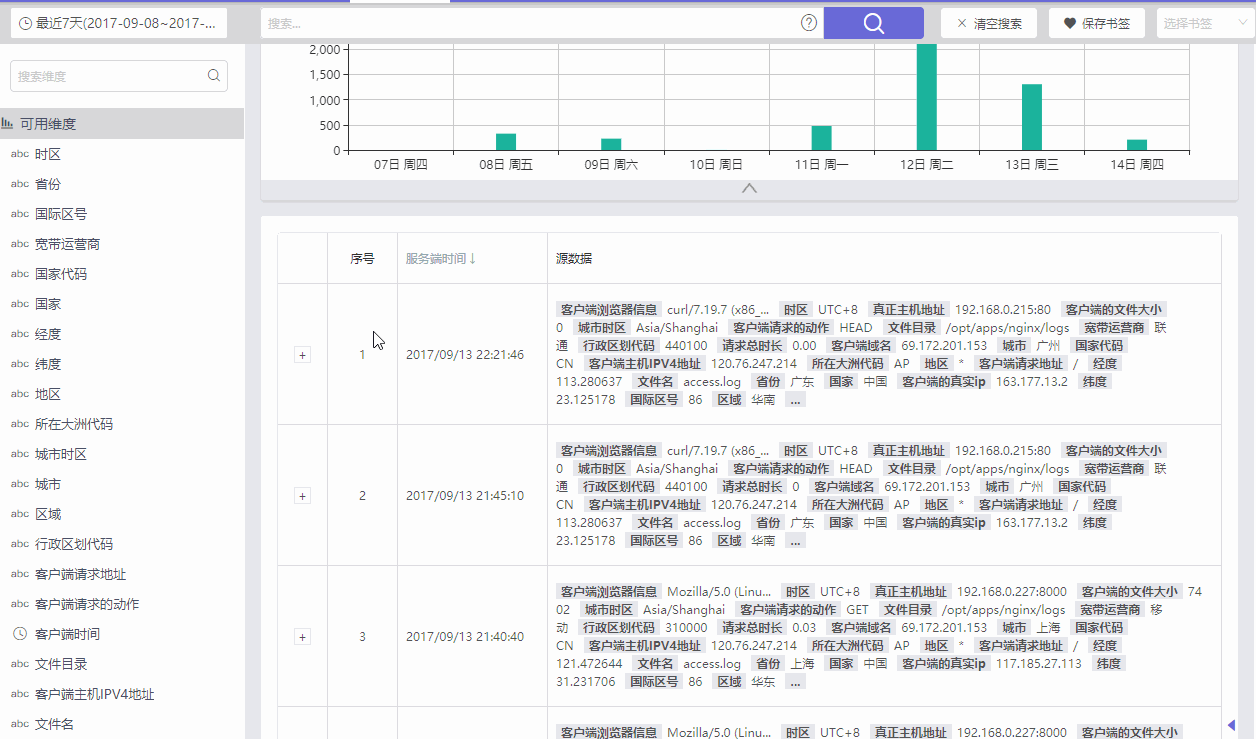 最近7天(2017-09-08~2017-...
搜索...
?
清空搜索
保存书签
选择书签
搜索维度
可用维度
abc 时区
abc 省份
abc 国际区号
abc 宽带运营商
abc 国家代码
abc 国家
abc 经度
abc 纬度
abc 地区
abc 所在大洲代码
abc 城市时区
abc 城市
abc 区域
abc 行政区划代码
abc 客户端请求地址
abc 客户端请求的动作
客户端时间
abc 文件目录
abc 客户端主机IPV4地址
abc 文件名
2,000
1,500
1,000
500
0
07日 周四 08日 周五 09日 周六 10日 周日 11日 周一 12日 周二 13日 周三 14日 周四
序号 服务端时间↓ 源数据
+ 1 2017/09/13 22:21:46
客户端浏览器信息 curl/7.19.7 (x86_... 时区 UTC+8 真正主机地址 192.168.0.215:80 客户端的文件大小
0 城市时区 Asia/Shanghai 客户端请求的动作 HEAD 文件目录 /opt/apps/nginx/logs 宽带运营商 联
通 行政区划代码 440100 请求总时长 0.00 客户端域名 69.172.201.153 城市 广州 国家代码
CN 客户端主机IPV4地址 120.76.247.214 所在大洲代码 AP 地区 * 客户端请求地址 / 经度
113.280637 文件名 access.log 省份 广东 国家 中国 客户端的真实ip 163.177.13.2 纬度
23.125178 国际区号 86 区域 华南 ...
+ 2 2017/09/13 21:45:10
客户端浏览器信息 curl/7.19.7 (x86_... 时区 UTC+8 真正主机地址 192.168.0.215:80 客户端的文件大小
0 城市时区 Asia/Shanghai 客户端请求的动作 HEAD 文件目录 /opt/apps/nginx/logs 宽带运营商 联
通 行政区划代码 440100 请求总时长 0 客户端域名 69.172.201.153 城市 广州 国家代码
CN 客户端主机IPV4地址 120.76.247.214 所在大洲代码 AP 地区 * 客户端请求地址 / 经度
113.280637 文件名 access.log 省份 广东 国家 中国 客户端的真实ip 163.177.13.2 纬度
23.125178 国际区号 86 区域 华南 ...
+ 3 2017/09/13 21:40:40
客户端浏览器信息 Mozilla/5.0 (Linu... 时区 UTC+8 真正主机地址 192.168.0.227:8000 客户端的文件大小 74
02 城市时区 Asia/Shanghai 客户端请求的动作 GET 文件目录 /opt/apps/nginx/logs 宽带运营商 移
动 行政区划代码 310000 请求总时长 0.03 客户端域名 69.172.201.153 城市 上海 国家代码
CN 客户端主机IPV4地址 120.76.247.214 所在大洲代码 AP 地区 * 客户端请求地址 / 经度
121.472644 文件名 access.log 省份 上海 国家 中国 客户端的真实ip 117.185.27.113 纬度
31.231706 国际区号 86 区域 华东 ...
客户端浏览器信息 Mozilla/5.0 (Linu... 时区 UTC+8 真正主机地址 192.168.0.227:8000 客户端的文件大小